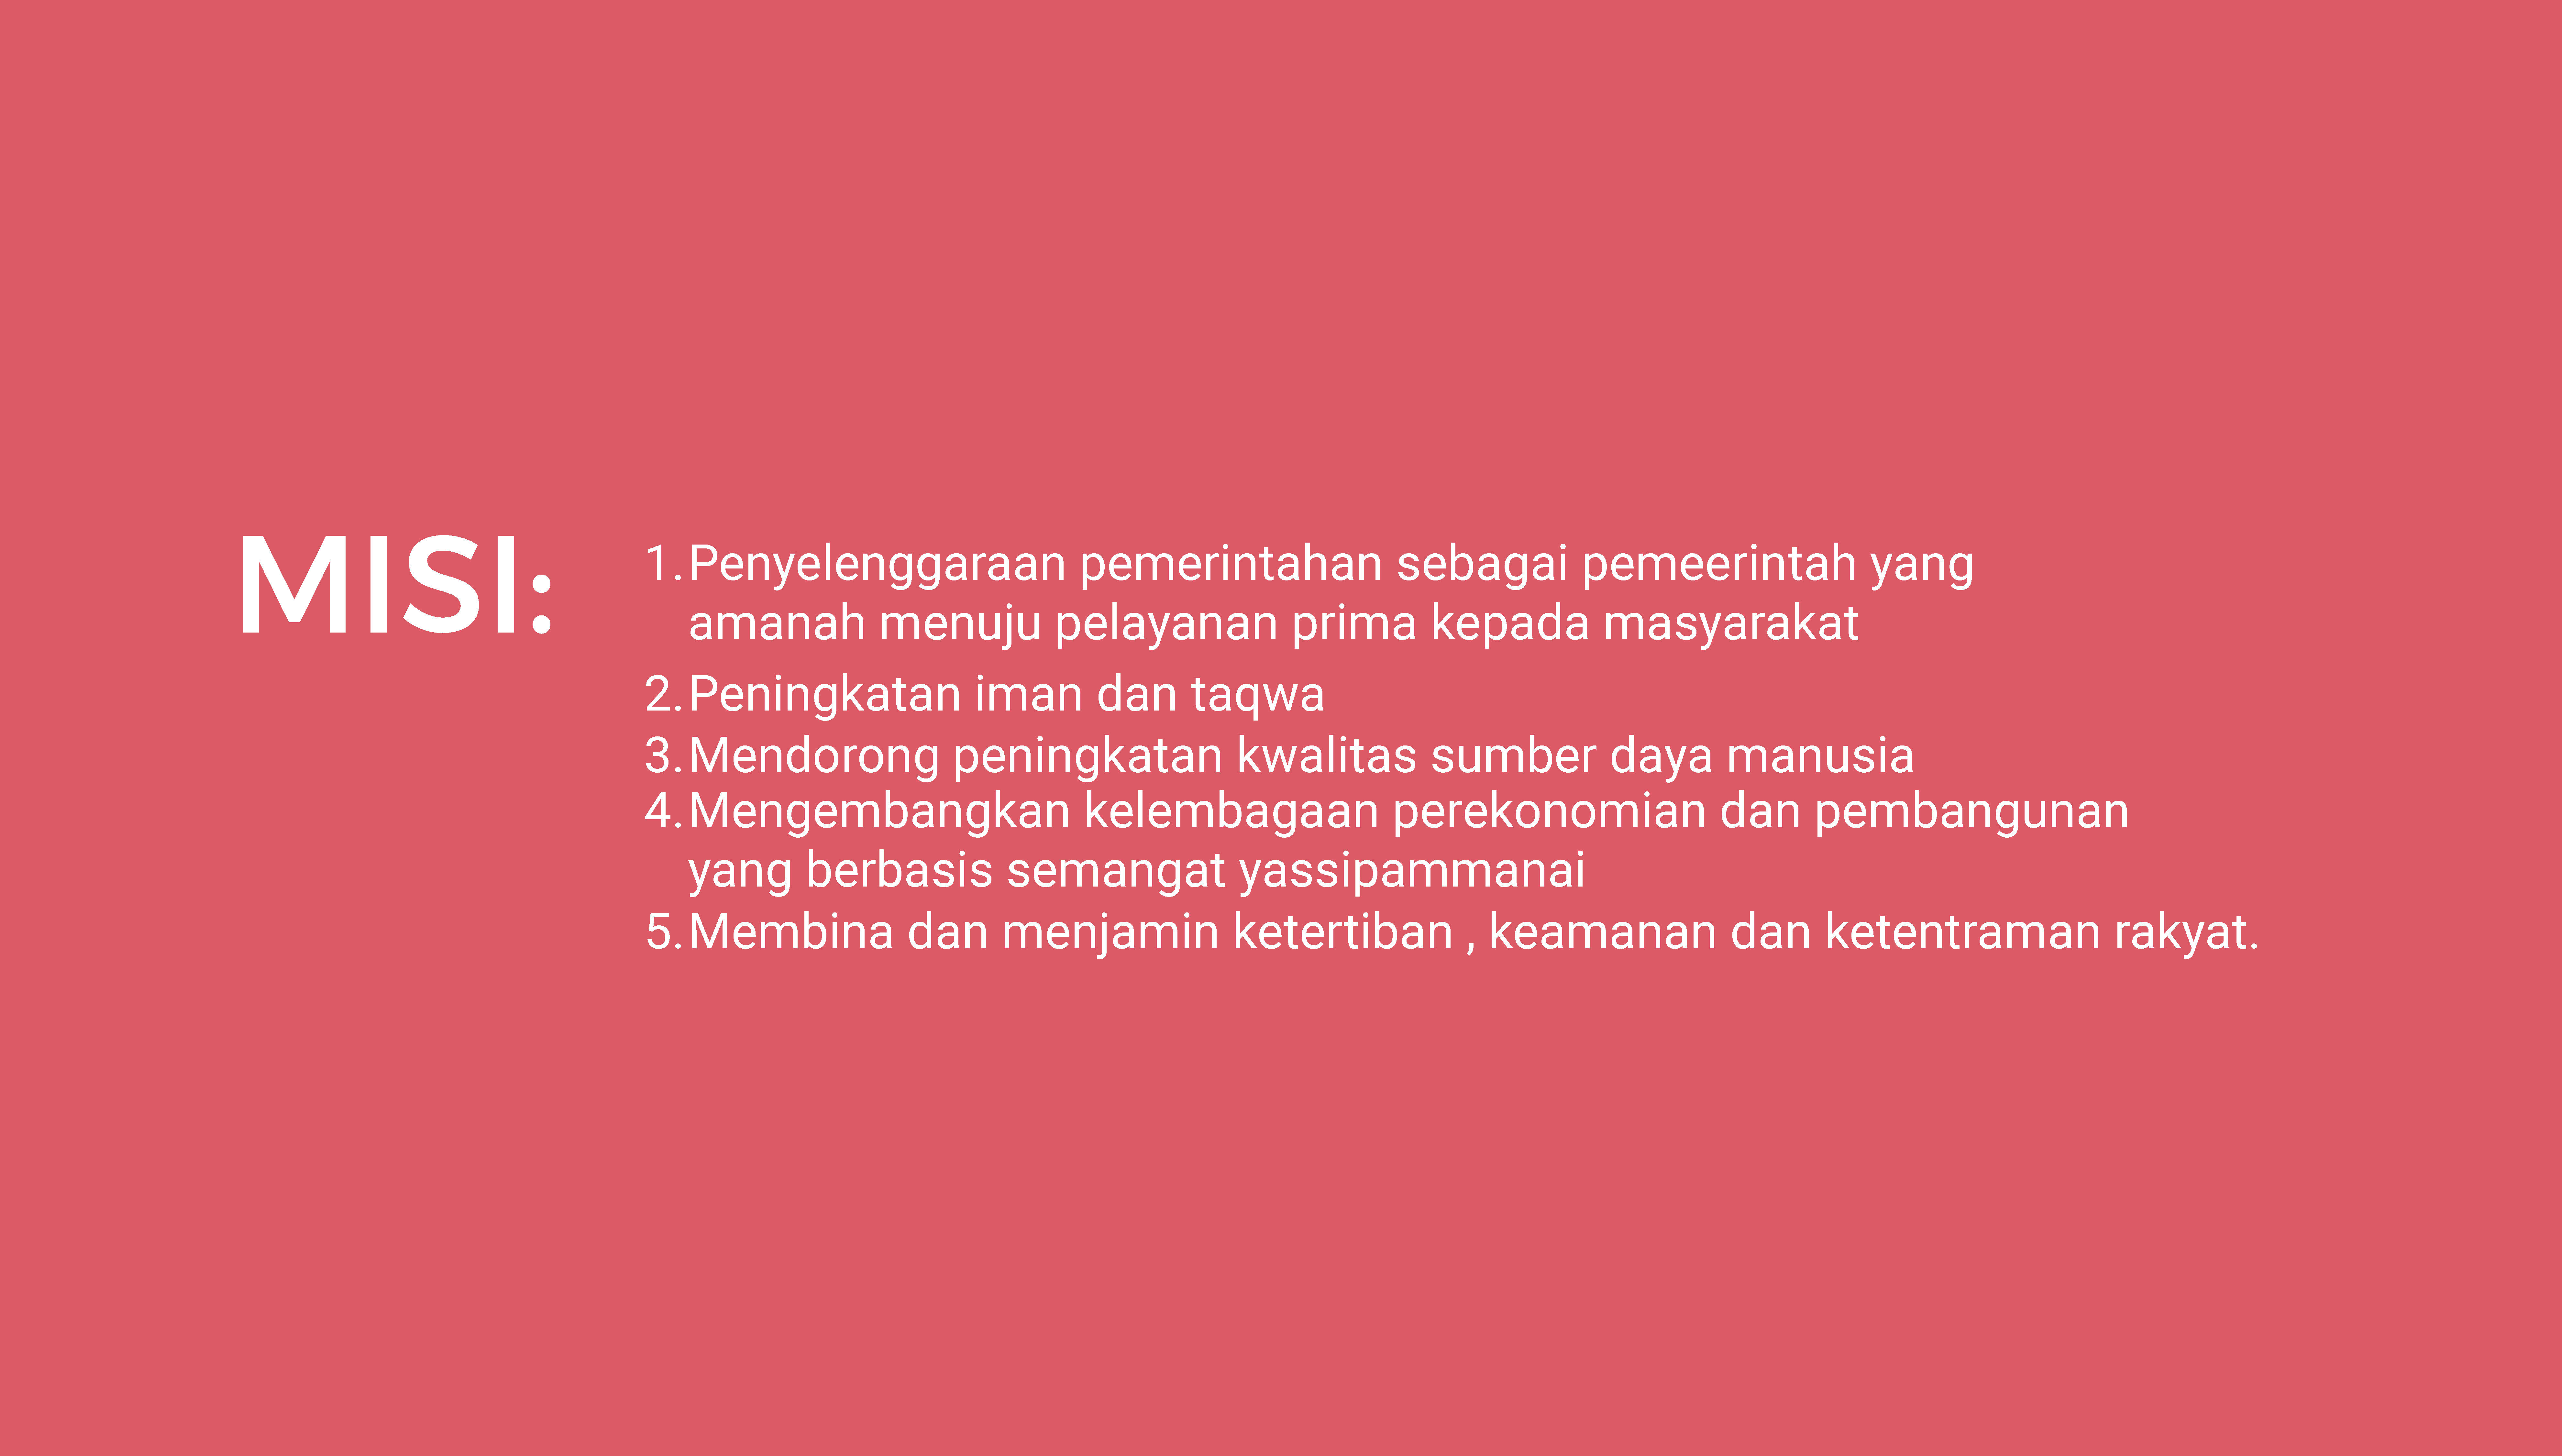 MISI:
1. Penyelenggaraan pemerintahan sebagai pemeerintah yang
amanah menuju pelayanan prima kepada masyarakat
2. Peningkatan iman dan taqwa
3. Mendorong peningkatan kwalitas sumber daya manusia
4. Mengembangkan kelembagaan perekonomian dan pembangunan
yang berbasis semangat yassipammanai
5. Membina dan menjamin ketertiban , keamanan dan ketentraman rakyat.